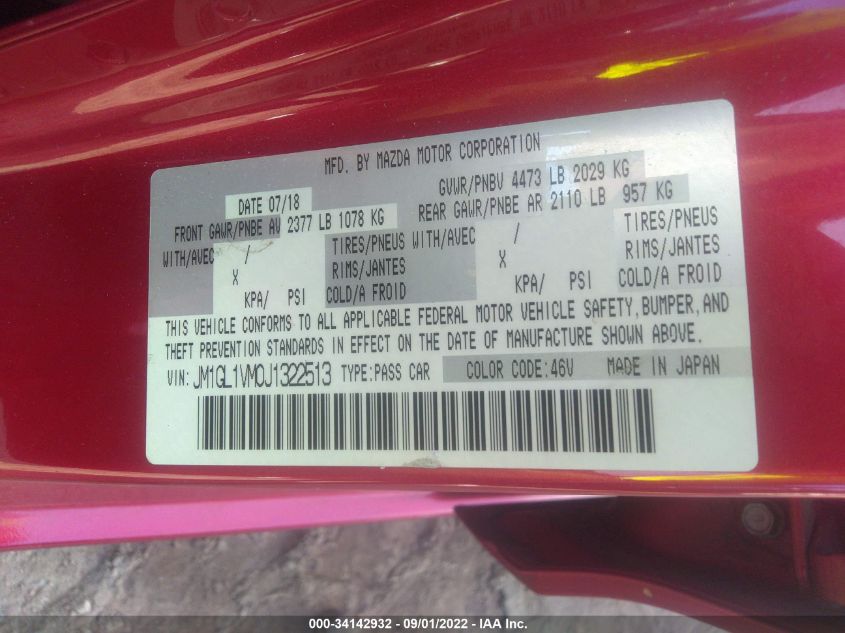 MFD. BY MAZDA MOTOR CORPORATION
DATE 07/18 GVWR/PNBV 4473 LB 2029 KG
FRONT GAWR/PNBE AV 2377 LB 1078 KG REAR GAWR/PNBE AR 2110 LB 957 KG
WITH/AVEC / TIRES/PNEUS WITH/AVEC / TIRES/PNEUS
X RIMS/JANTES X RIMS/JANTES
KPA/ PSI COLD/A FROID KPA/ PSI COLD/A FROID
THIS VEHICLE CONFORMS TO ALL APPLICABLE FEDERAL MOTOR VEHICLE SAFETY, BUMPER, AND
THEFT PREVENTION STANDARDS IN EFFECT ON THE DATE OF MANUFACTURE SHOWN ABOVE.
VIN: JM1GL1VM0J1322513 TYPE:PASS CAR COLOR CODE:46V MADE IN JAPAN
000-34142932 - 09/01/2022 - IAA Inc.